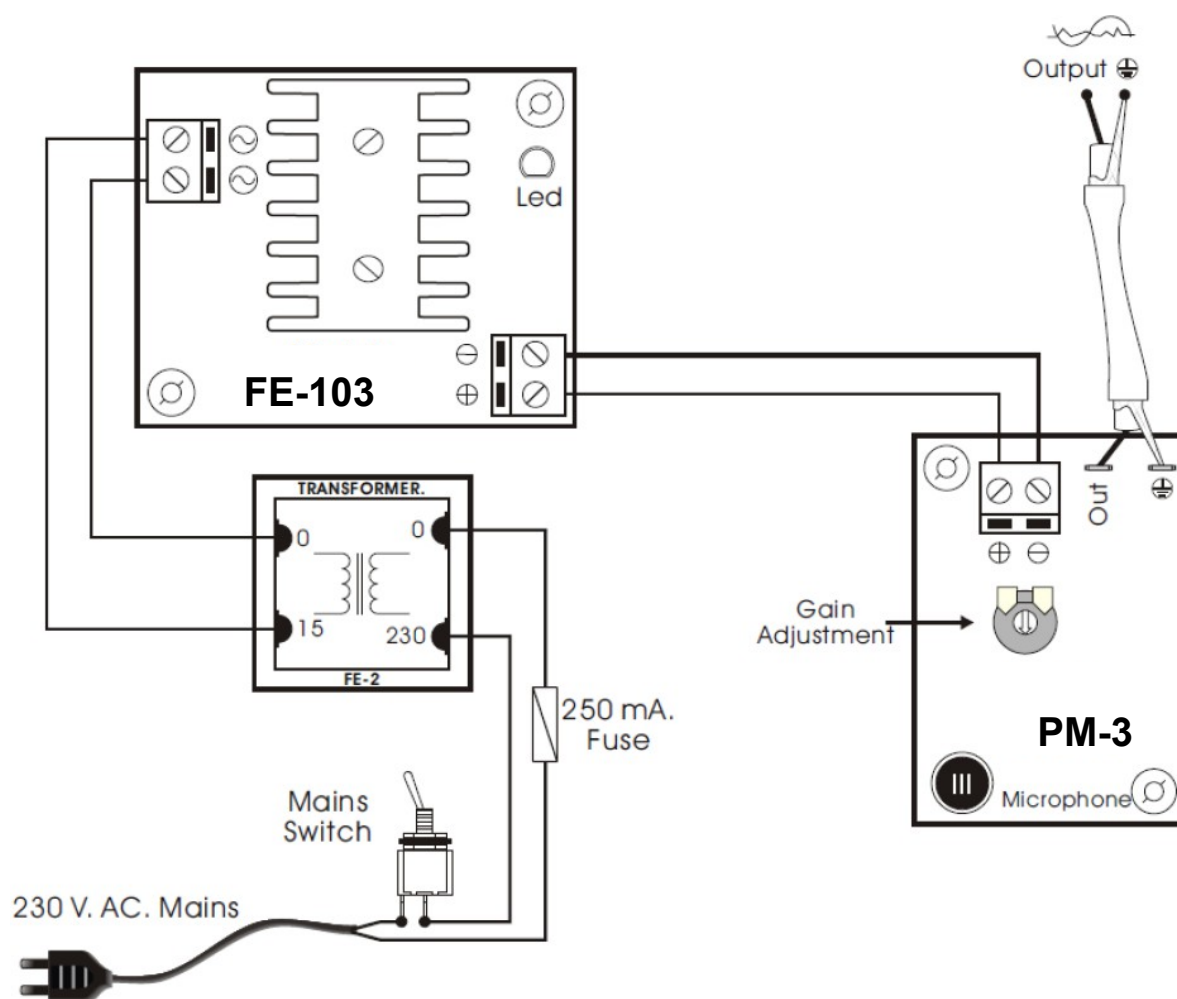 Output
Led
FE-103
TRANSFORMER.
0
0
15
230
FE-2
250 mA.
Fuse
Mains
Switch
230 V. AC. Mains
Out
Gain
Adjustment
PM-3
Microphone